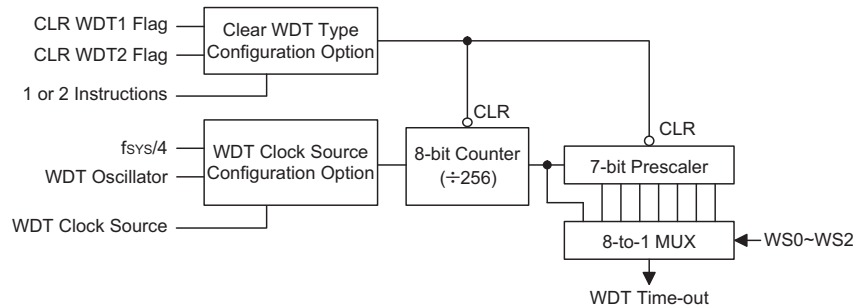 CLR WDT1 Flag
CLR WDT2 Flag
1 or 2 Instructions
Clear WDT Type
Configuration Option
CLR
CLR
fSYS/4
WDT Oscillator
WDT Clock Source
WDT Clock Source
Configuration Option
8-bit Counter
(÷256)
7-bit Prescaler
8-to-1 MUX
WS0~WS2
WDT Time-out